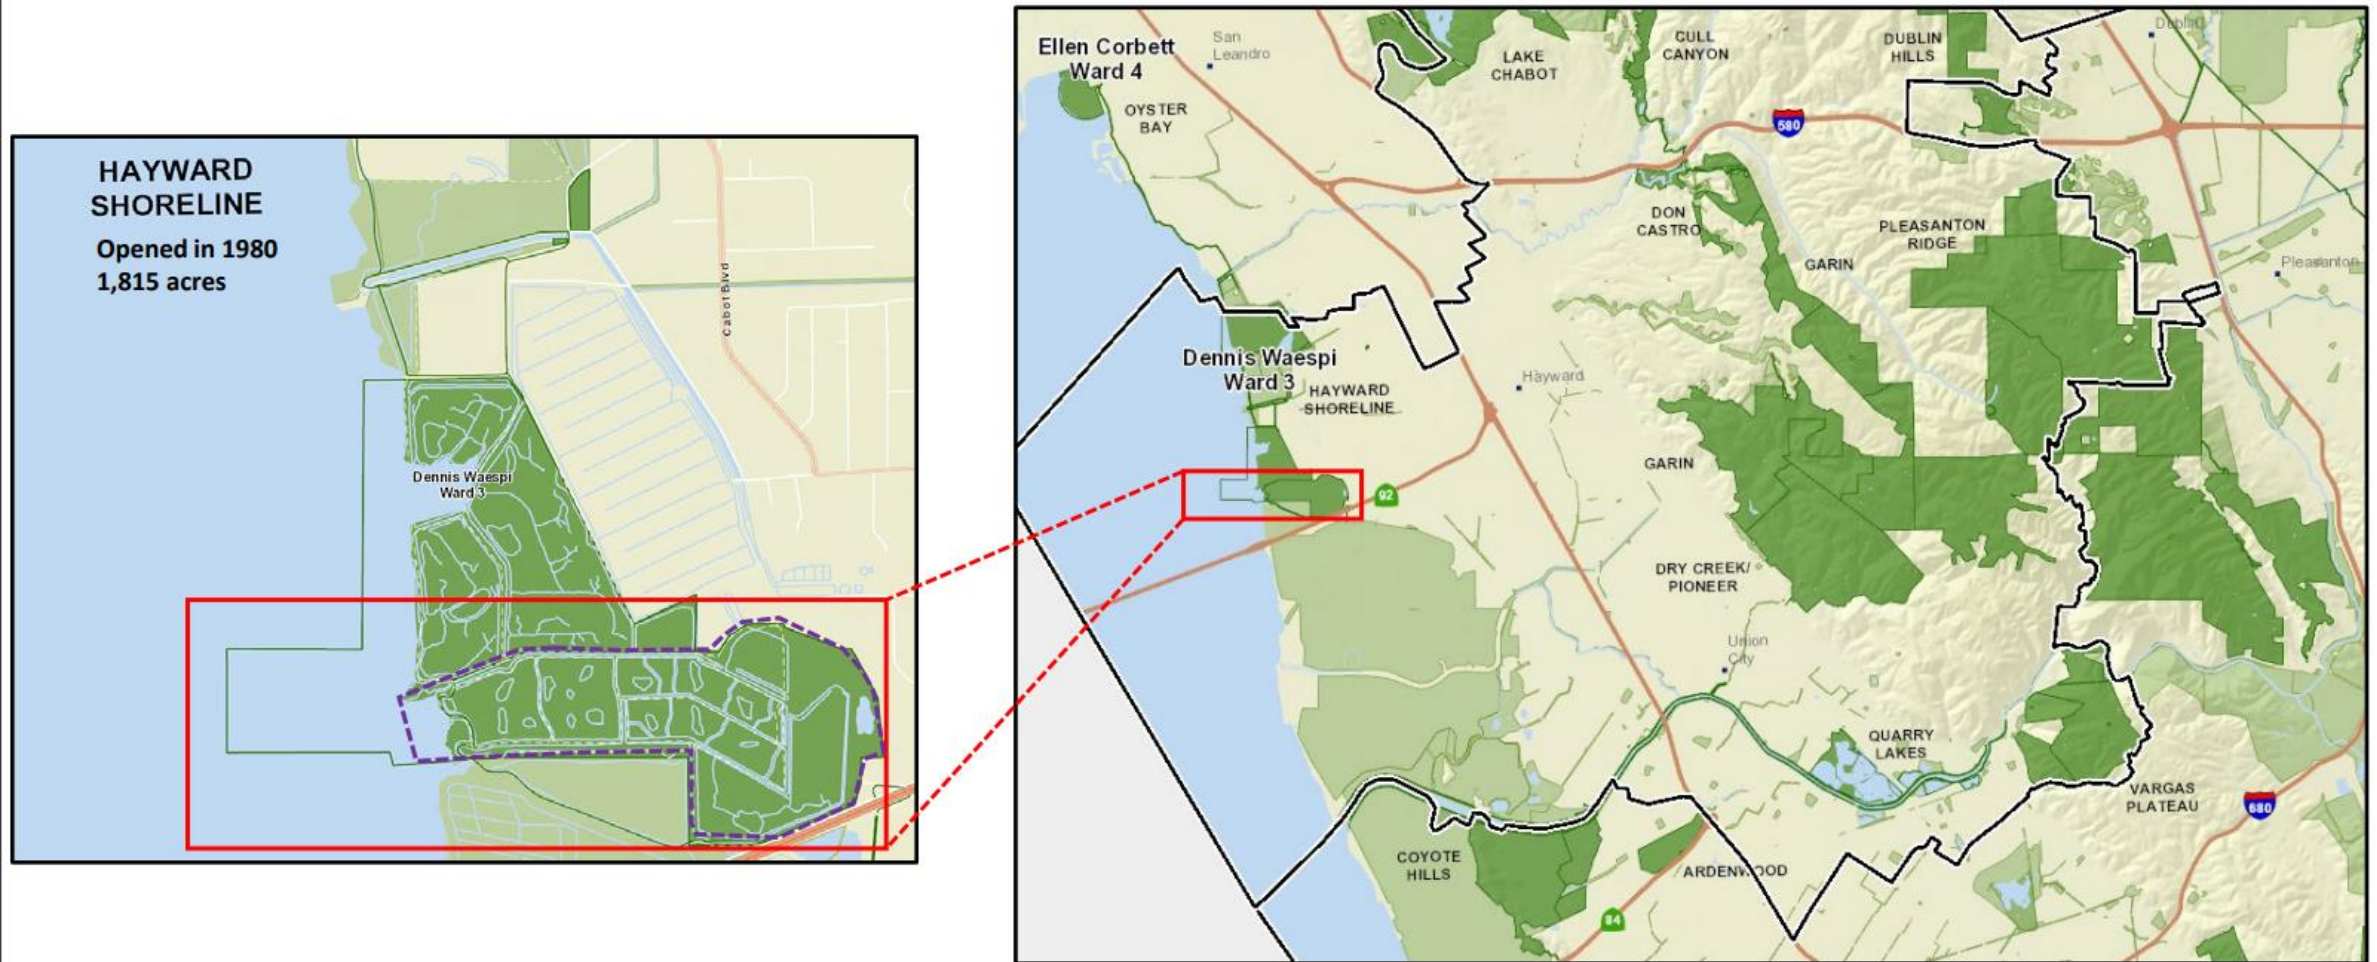 HAYWARD
SHORELINE
Opened in 1980
1,815 acres
Cabot Blvd
Dennis Waespi
Ward 3
Ellen Corbett
Ward 4
San
Leandro
OYSTER
BAY
LAKE
CHABOT
CULL
CANYON
DUBLIN
HILLS
Dublin
580
DON
CASTRO
PLEASANTON
RIDGE
GARIN
Pleasanton
Dennis Waespi
Ward 3
HAYWARD
SHORELINE
Hayward
GARIN
92
DRY CREEK/
PIONEER
Union
City
QUARRY
LAKES
VARGAS
PLATEAU
680
COYOTE
HILLS
ARDENWOOD
84